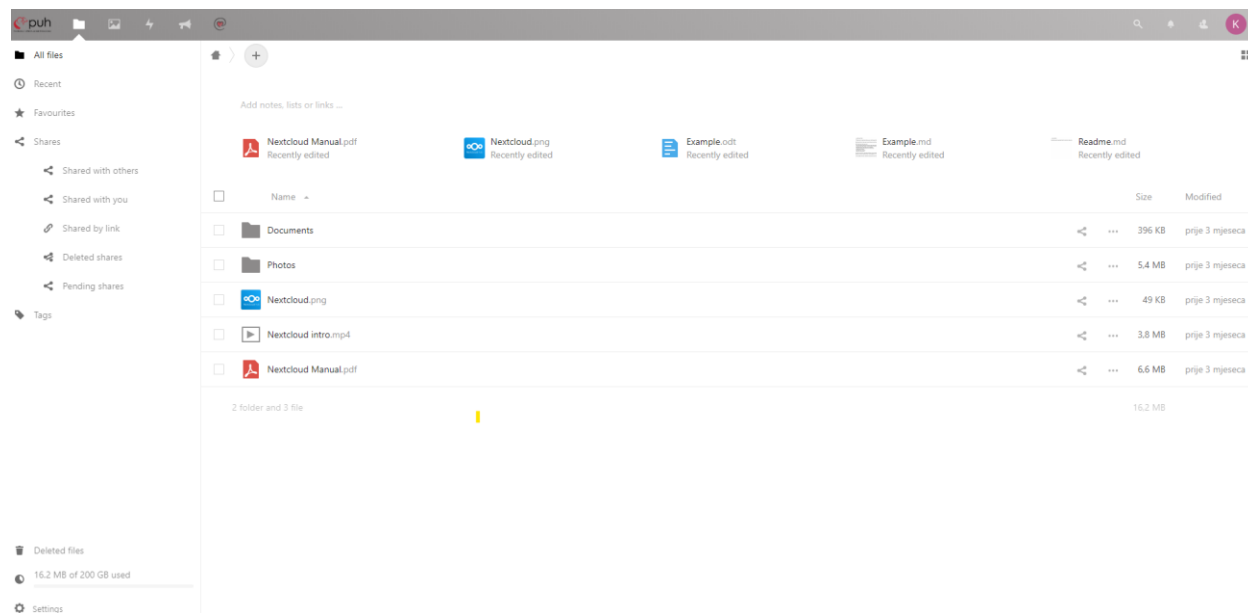 puh
K
All files
Recent
Favourites
Shares
Shared with others
Shared with you
Shared by link
Deleted shares
Pending shares
Tags
Deleted files
16.2 MB of 200 GB used
Settings
Add notes, lists or links ...
Nextcloud Manual.pdf
Recently edited
Nextcloud.png
Recently edited
Example.odt
Recently edited
Example.md
Recently edited
Readme.md
Recently edited
Name Size Modified
Documents 396 KB prije 3 mjeseca
Photos 5,4 MB prije 3 mjeseca
Nextcloud.png 49 KB prije 3 mjeseca
Nextcloud intro.mp4 3,8 MB prije 3 mjeseca
Nextcloud Manual.pdf 6,6 MB prije 3 mjeseca
2 folder and 3 file 16,2 MB